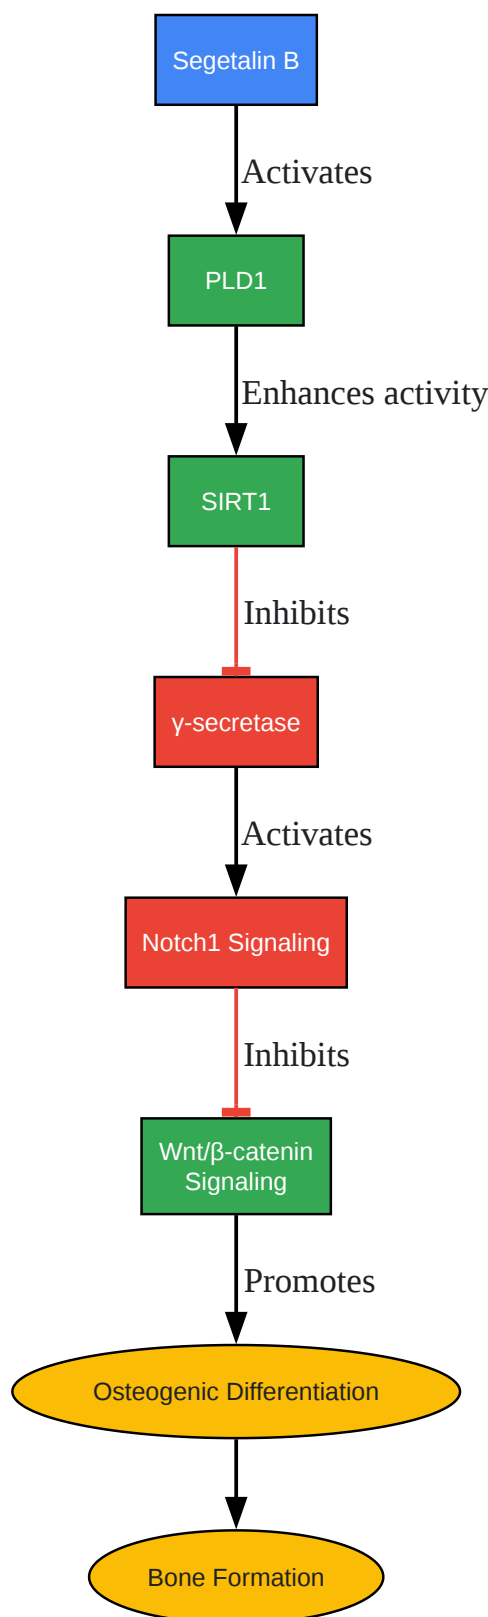 Segetalin B
Activates
PLD1
Enhances activity
SIRT1
Inhibits
γ-secretase
Activates
Notch1 Signaling
Inhibits
Wnt/β-catenin
Signaling
Promotes
Osteogenic Differentiation
Bone Formation